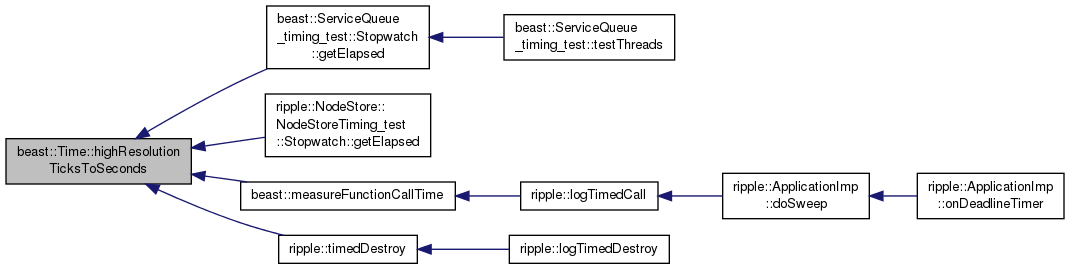 beast::ServiceQueue
_timing_test::Stopwatch
::getElapsed
beast::ServiceQueue
_timing_test::testThreads
ripple::NodeStore::
NodeStoreTiming_test
::Stopwatch::getElapsed
beast::Time::highResolution
TicksToSeconds
beast::measureFunctionCallTime
ripple::logTimedCall
ripple::ApplicationImp
::doSweep
ripple::ApplicationImp
::onDeadlineTimer
ripple::timedDestroy
ripple::logTimedDestroy